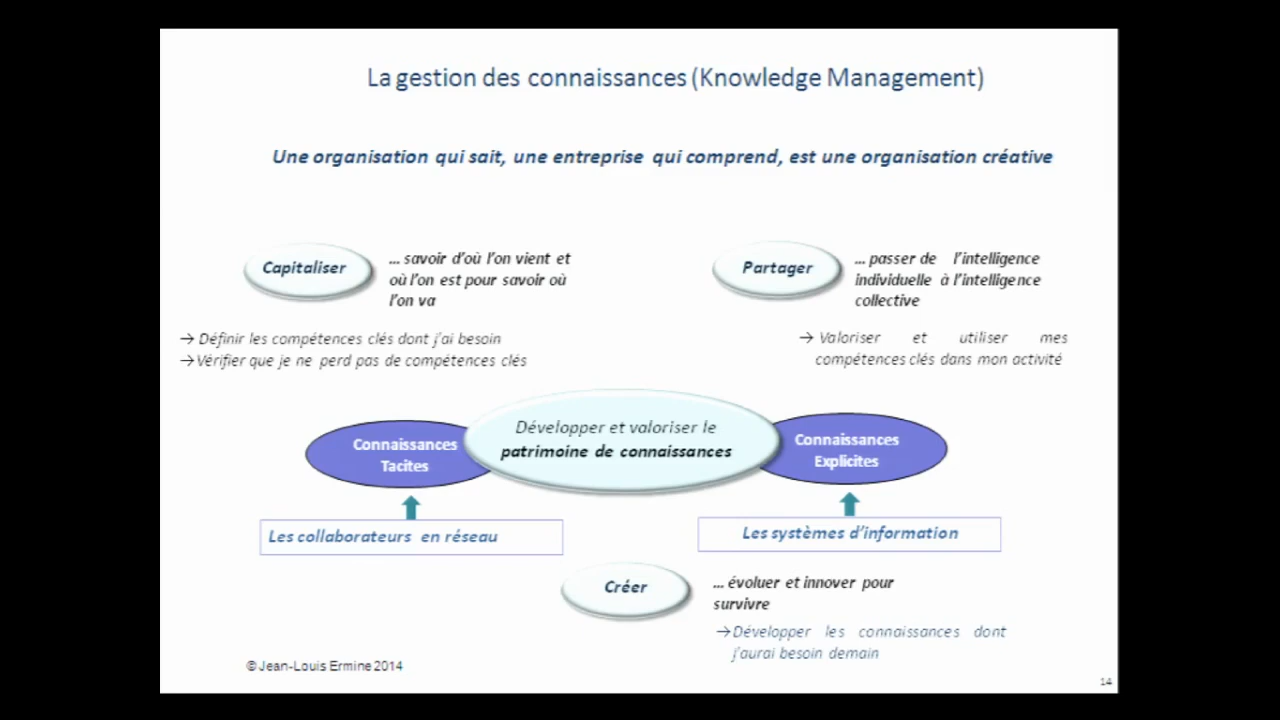 La gestion des connaissances (Knowledge Management)
Une organisation qui sait, une entreprise qui comprend, est une organisation créative
Capitaliser
... savoir d'où l'on vient et
où l'on est pour savoir où
l'on va
→ Définir les compétences clés dont j'ai besoin
→Vérifier que je ne perd pas de compétences clés
Partager
... passer de l'intelligence
individuelle à l'intelligence
collective
→ Valoriser et utiliser mes
compétences clés dans mon activité
Connaissances
Tacites
Développer et valoriser le
patrimoine de connaissances
Connaissances
Explicites
Les collaborateurs en réseau
Les systèmes d'information
Créer
... évoluer et innover pour
survivre
→Développer les connaissances dont
j'aurai besoin demain
© Jean-Louis Ermine 2014
14